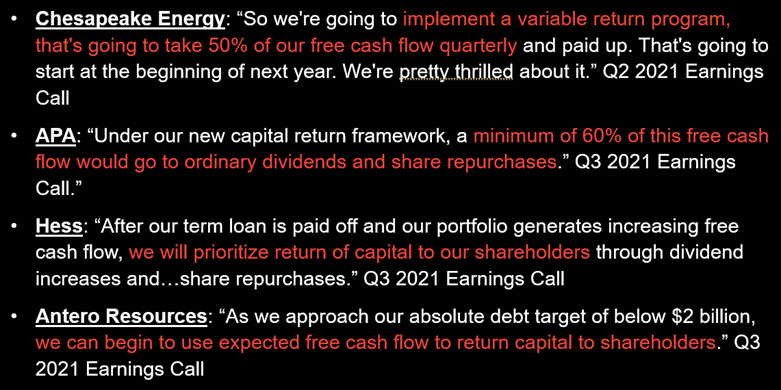 • Chesapeake Energy: “So we're going to implement a variable return program,
that's going to take 50% of our free cash flow quarterly and paid up. That's going to
start at the beginning of next year. We're pretty thrilled about it.” Q2 2021 Earnings
Call
• APA: “Under our new capital return framework, a minimum of 60% of this free cash
flow would go to ordinary dividends and share repurchases.” Q3 2021 Earnings
Call.”
• Hess: “After our term loan is paid off and our portfolio generates increasing free
cash flow, we will prioritize return of capital to our shareholders through dividend
increases and…share repurchases.” Q3 2021 Earnings Call
• Antero Resources: “As we approach our absolute debt target of below $2 billion,
we can begin to use expected free cash flow to return capital to shareholders.” Q3
2021 Earnings Call